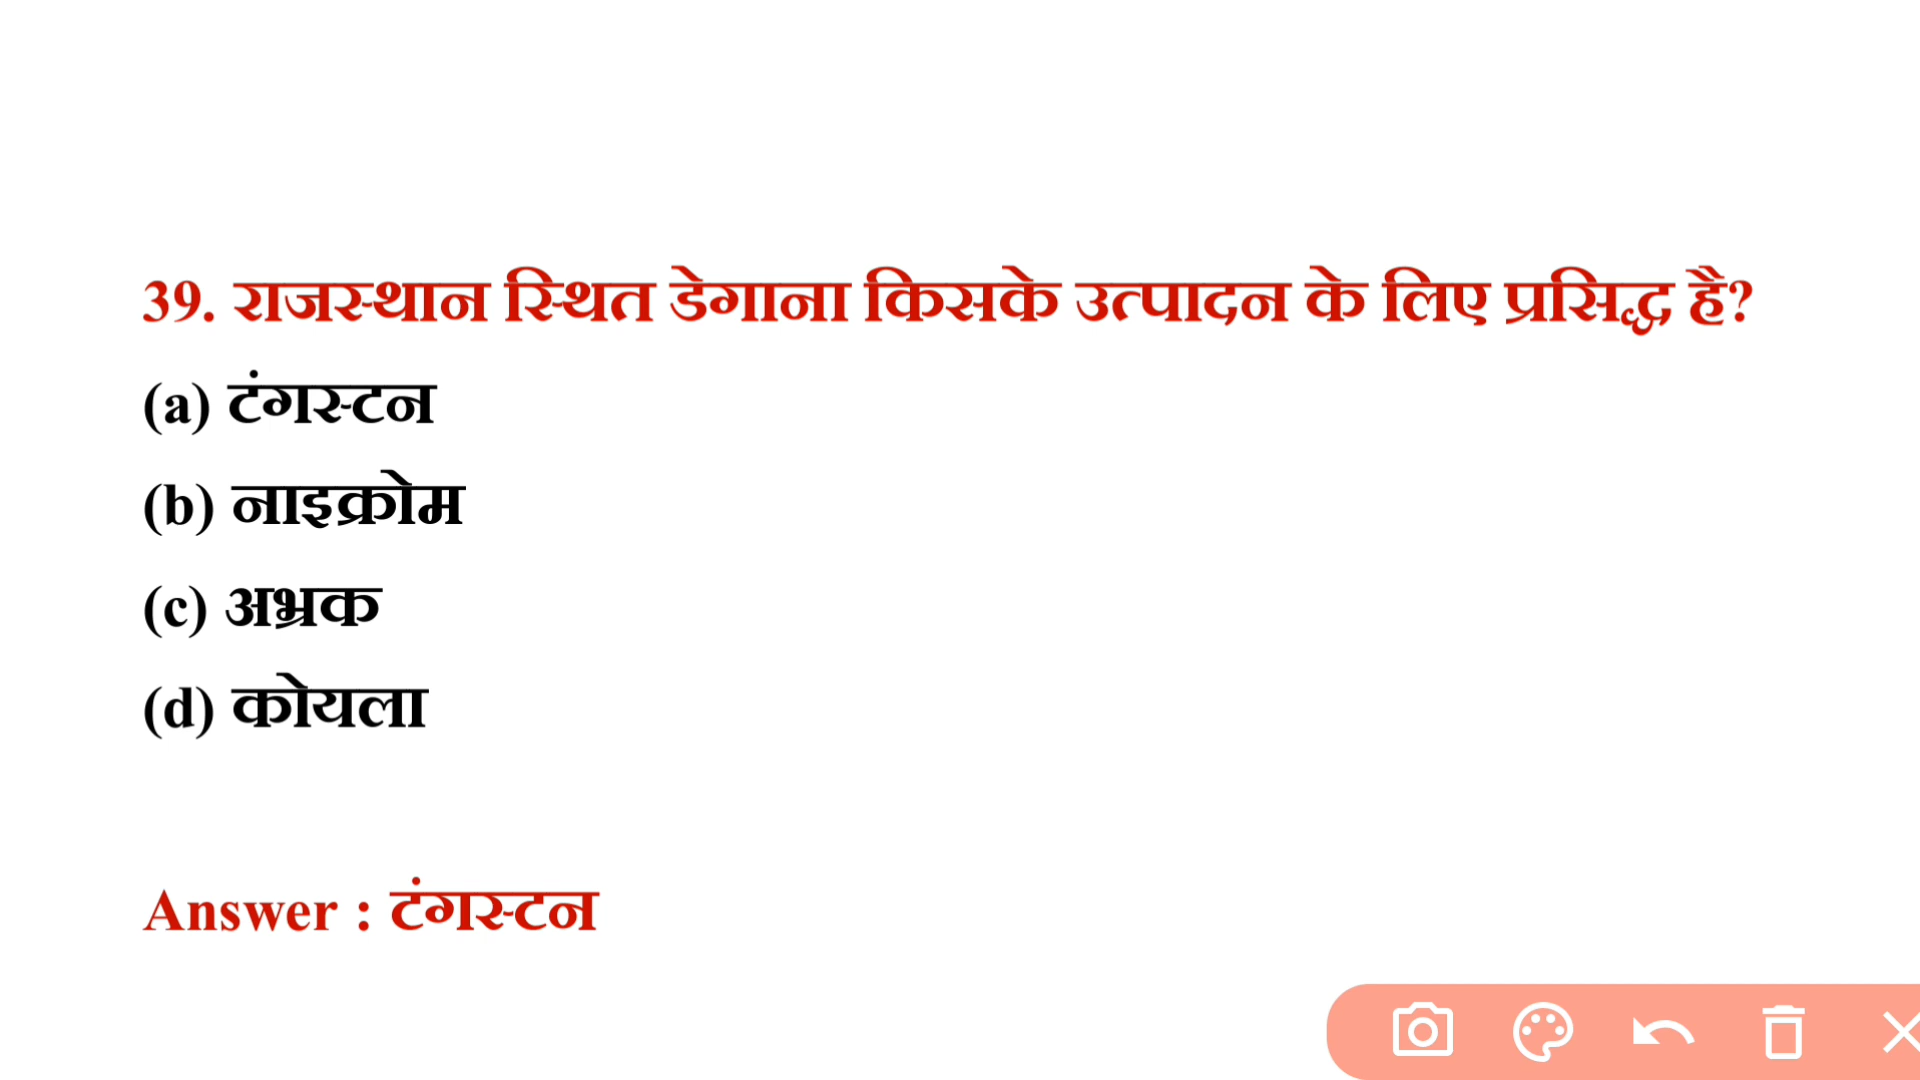 39. राजस्थान स्थित डेगाना किसके उत्पादन के लिए प्रसिद्ध है?
(a) टंगस्टन
(b) नाइक्रोम
(c) अभ्रक
(d) कोयला
Answer : टंगस्टन